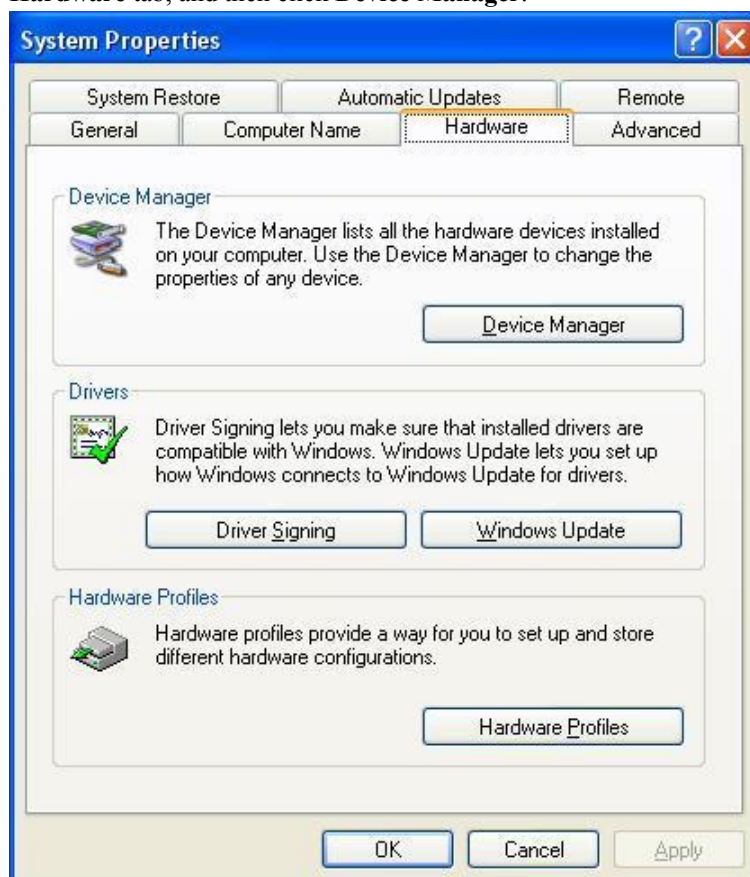 Hardware tab, and then click Device Manager.
System Properties
System Restore Automatic Updates Remote
General Computer Name Hardware Advanced
Device Manager
The Device Manager lists all the hardware devices installed
on your computer. Use the Device Manager to change the
properties of any device.
Device Manager
Drivers
Driver Signing lets you make sure that installed drivers are
compatible with Windows. Windows Update lets you set up
how Windows connects to Windows Update for drivers.
Driver Signing Windows Update
Hardware Profiles
Hardware profiles provide a way for you to set up and store
different hardware configurations.
Hardware Profiles
OK Cancel Apply